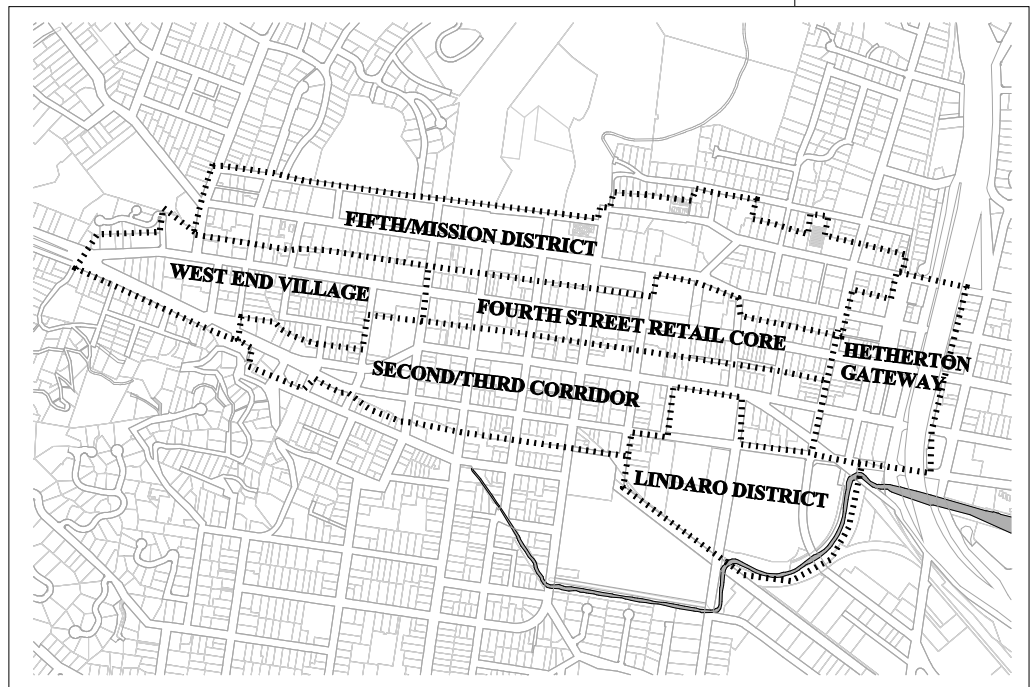 FIFTH/MISSION DISTRICT
WEST END VILLAGE
FOURTH STREET RETAIL CORE
HETHERTON
GATEWAY
SECOND/THIRD CORRIDOR
LINDARO DISTRICT